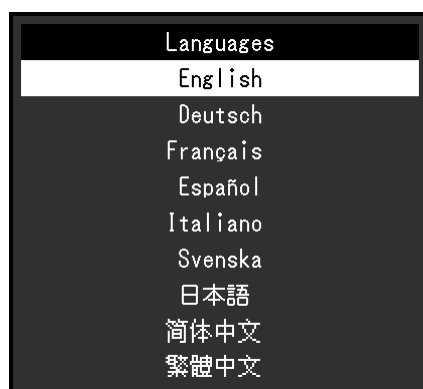 Languages
English
Deutsch
Français
Español
Italiano
Svenska
日本語
简体中文
繁體中文